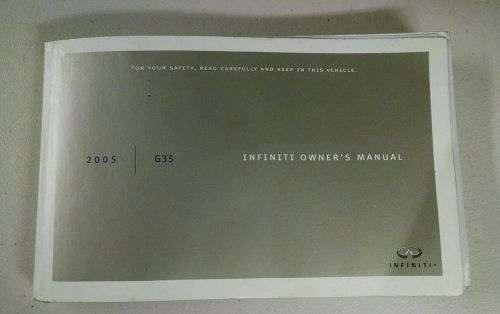 FOR YOUR SAFETY, READ CAREFULLY AND KEEP IN THIS VEHICLE.
2005 | G35 INFINITI OWNER'S MANUAL
INFINITI®